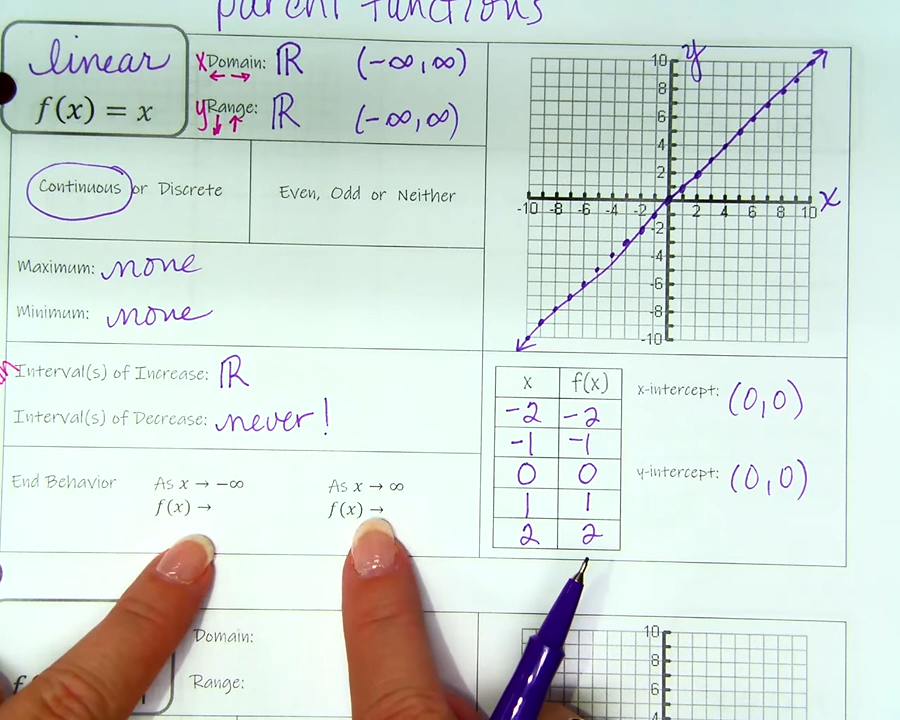 parent functions
linear
f(x) = x
x Domain: ℝ (-∞, ∞)
y Range: ℝ (-∞, ∞)
Continuous or Discrete
Even, Odd or Neither
Maximum: none
Minimum: none
Interval(s) of Increase: ℝ
Interval(s) of Decrease: never!
End Behavior
As x → -∞
f(x) →
As x → ∞
f(x) →
y
10
8
6
4
2
-10 -8 -6 -4 -2 2 4 6 8 10 x
-2
-4
-6
-8
-10
x f(x)
-2 -2
-1 -1
0 0
1 1
2 2
x-intercept: (0,0)
y-intercept: (0,0)
Domain:
Range:
10
8
6
4